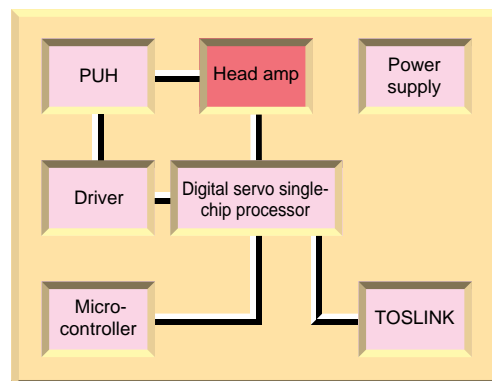 PUH
Head amp
Power
supply
Driver
Digital servo single-
chip processor
Micro-
controller
TOSLINK